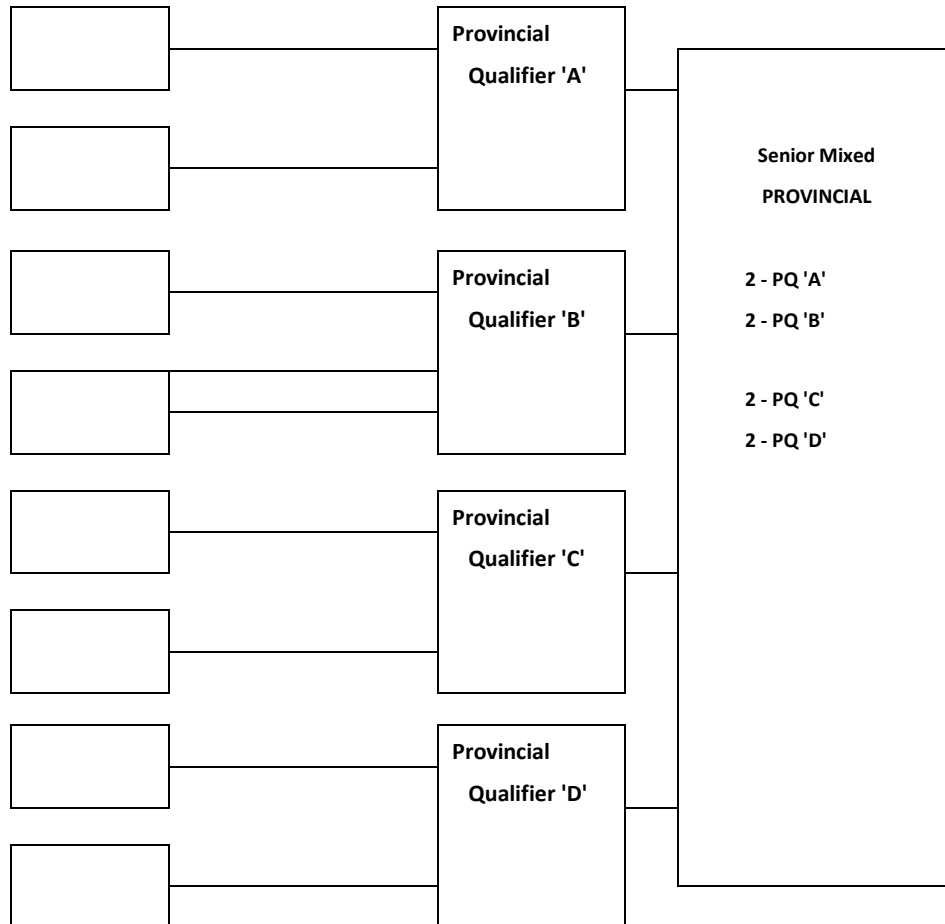 Provincial
Qualifier 'A'
Provincial
Qualifier 'B'
Provincial
Qualifier 'C'
Provincial
Qualifier 'D'
Senior Mixed
PROVINCIAL
2 - PQ 'A'
2 - PQ 'B'
2 - PQ 'C'
2 - PQ 'D'